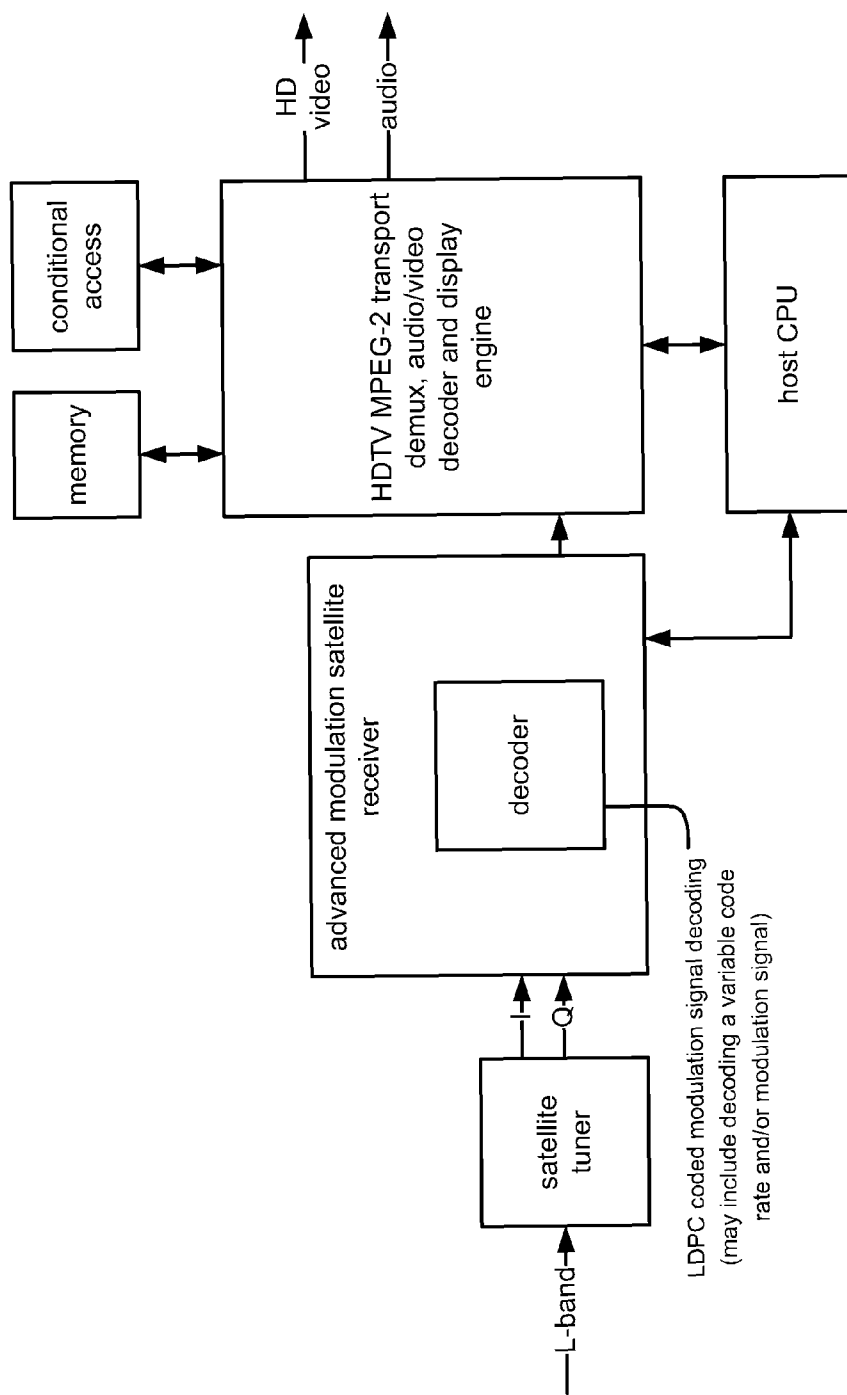 L-band
satellite
tuner
I
Q
advanced modulation satellite
receiver
decoder
LDPC coded modulation signal decoding
(may include decoding a variable code
rate and/or modulation signal)
memory
conditional
access
HDTV MPEG-2 transport
demux, audio/video
decoder and display
engine
HD
video
audio
host CPU